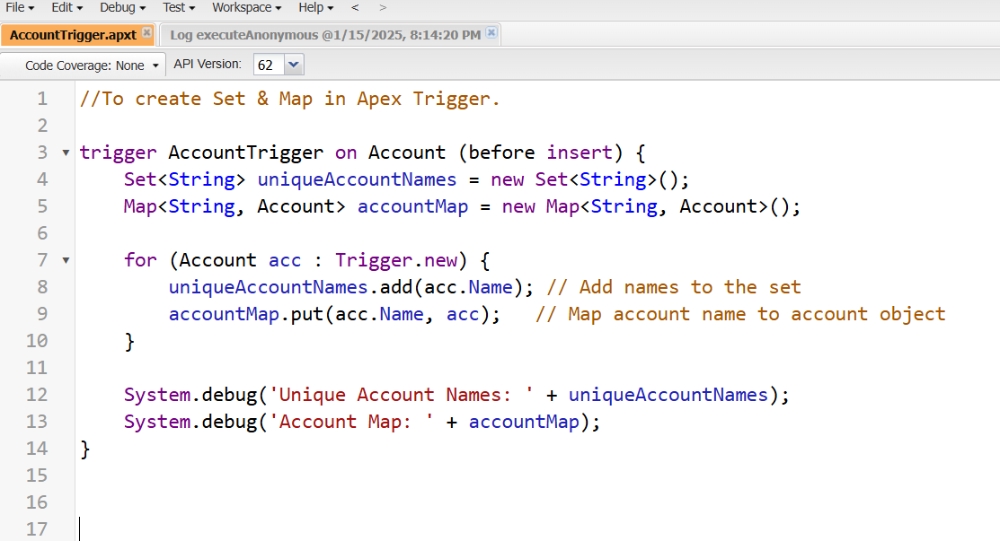 File Edit Debug Test Workspace Help < >
AccountTrigger.apxt Log executeAnonymous @1/15/2025, 8:14:20 PM
Code Coverage: None API Version: 62
1 //To create Set & Map in Apex Trigger.
2
3 trigger AccountTrigger on Account (before insert) {
4     Set<String> uniqueAccountNames = new Set<String>();
5     Map<String, Account> accountMap = new Map<String, Account>();
6
7     for (Account acc : Trigger.new) {
8         uniqueAccountNames.add(acc.Name); // Add names to the set
9         accountMap.put(acc.Name, acc);   // Map account name to account object
10     }
11
12     System.debug('Unique Account Names: ' + uniqueAccountNames);
13     System.debug('Account Map: ' + accountMap);
14 }
15
16
17